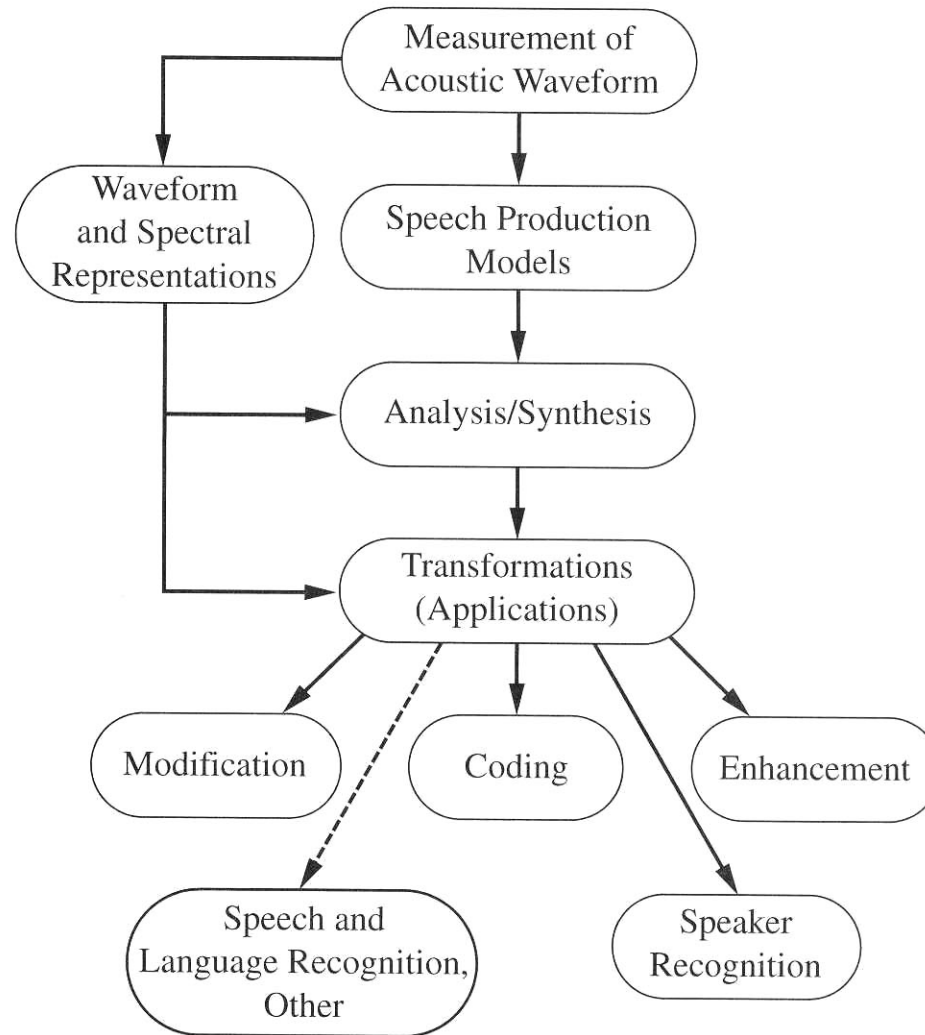 Measurement of
Acoustic Waveform
Waveform
and Spectral
Representations
Speech Production
Models
Analysis/Synthesis
Transformations
(Applications)
Modification
Coding
Enhancement
Speech and
Language Recognition,
Other
Speaker
Recognition